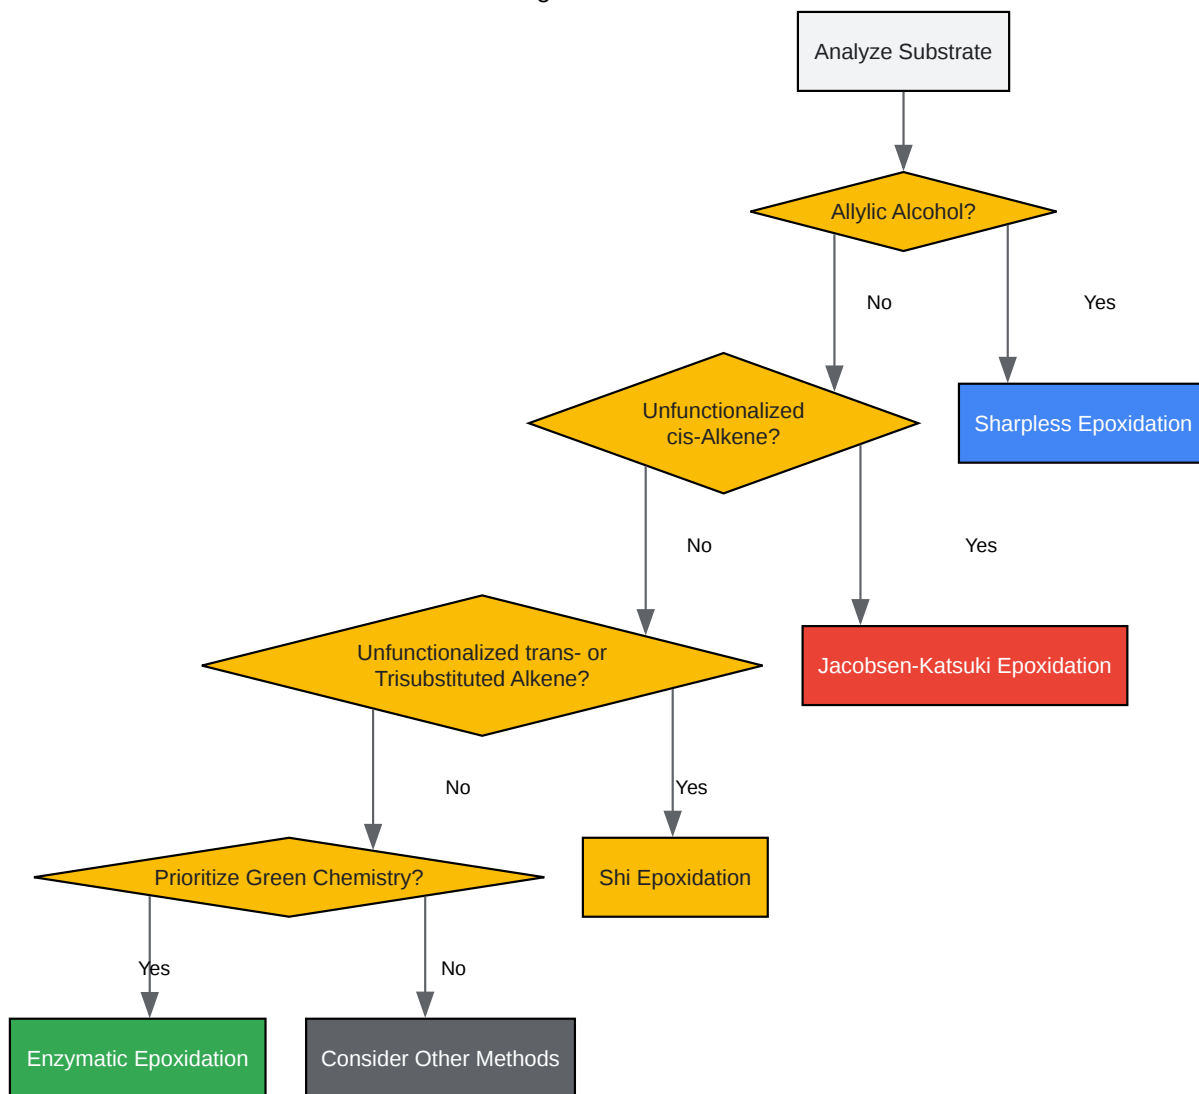 Analyze Substrate
Allylic Alcohol?
No
Yes
Unfunctionalized
cis-Alkene?
Sharpless Epoxidation
No
Yes
Unfunctionalized trans- or
Trisubstituted Alkene?
Jacobsen-Katsuki Epoxidation
No
Yes
Prioritize Green Chemistry?
Shi Epoxidation
Yes
No
Enzymatic Epoxidation
Consider Other Methods